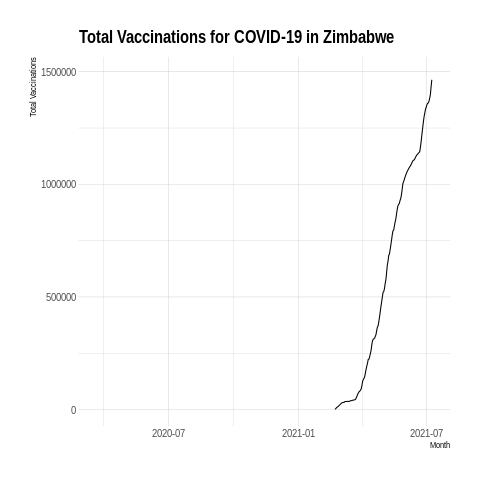 Total Vaccinations for COVID-19 in Zimbabwe
Total Vaccinations
1500000
1000000
500000
0
2020-07
2021-01
2021-07
Month